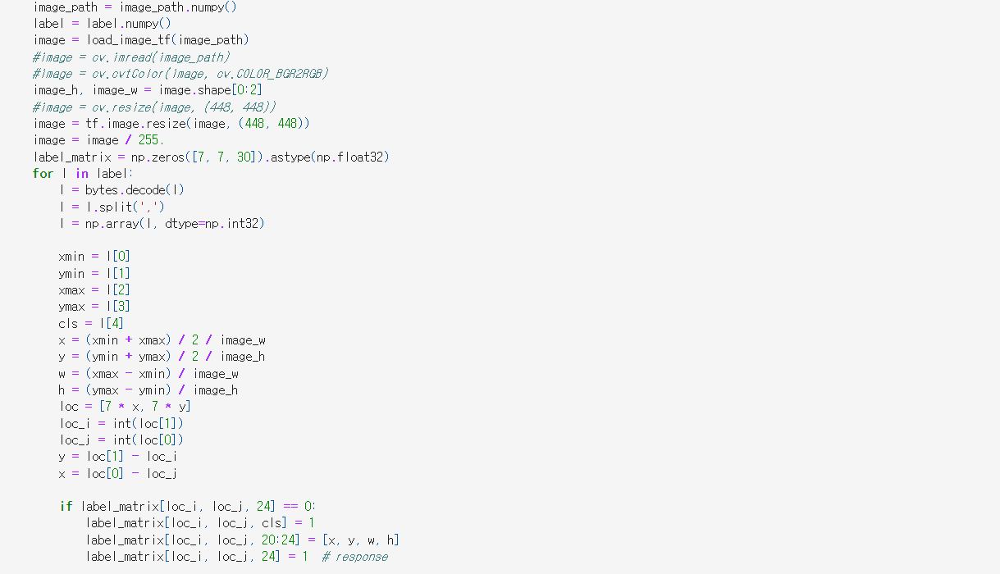 image_path = image_path.numpy()
label = label.numpy()
image = load_image_tf(image_path)
#image = cv.imread(image_path)
#image = cv.cvtColor(image, cv.COLOR_BGR2RGB)
image_h, image_w = image.shape[0:2]
#image = cv.resize(image, (448, 448))
image = tf.image.resize(image, (448, 448))
image = image / 255.
label_matrix = np.zeros([7, 7, 30]).astype(np.float32)
for l in label:
    l = bytes.decode(l)
    l = l.split(',')
    l = np.array(l, dtype=np.int32)
    xmin = l[0]
    ymin = l[1]
    xmax = l[2]
    ymax = l[3]
    cls = l[4]
    x = (xmin + xmax) / 2 / image_w
    y = (ymin + ymax) / 2 / image_h
    w = (xmax - xmin) / image_w
    h = (ymax - ymin) / image_h
    loc = [7 * x, 7 * y]
    loc_i = int(loc[1])
    loc_j = int(loc[0])
    y = loc[1] - loc_i
    x = loc[0] - loc_j
    if label_matrix[loc_i, loc_j, 24] == 0:
        label_matrix[loc_i, loc_j, cls] = 1
        label_matrix[loc_i, loc_j, 20:24] = [x, y, w, h]
        label_matrix[loc_i, loc_j, 24] = 1  # response